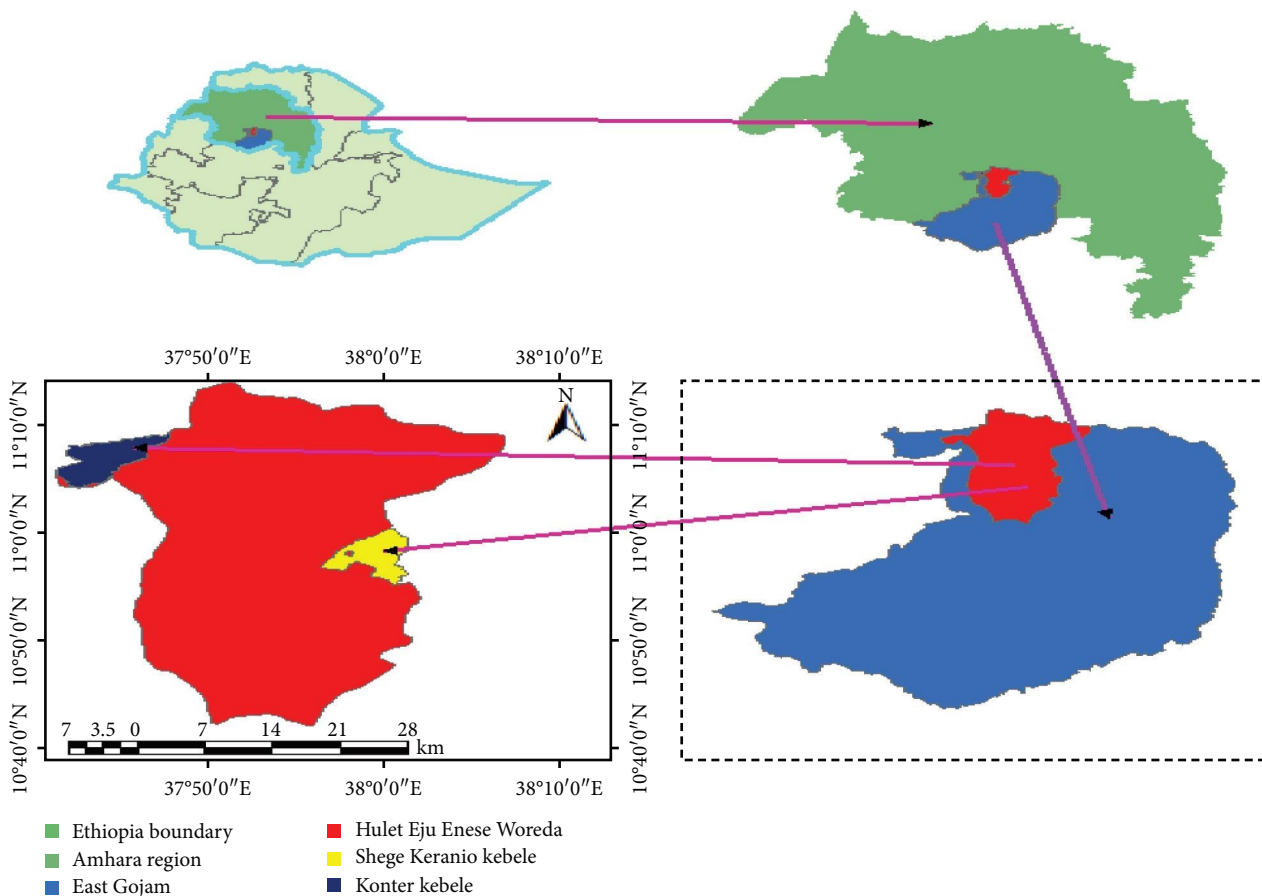 37°50′0″E 38°0′0″E 38°10′0″E
N
11°10′0″N
11°0′0″N
10°50′0″N
10°40′0″N
11°10′0″N
11°0′0″N
10°50′0″N
10°40′0″N
7 3.5 0 7 14 21 28
km
37°50′0″E 38°0′0″E 38°10′0″E
Ethiopia boundary
Amhara region
East Gojam
Hulet Eju Enese Woreda
Shege Keranio kebele
Konter kebele